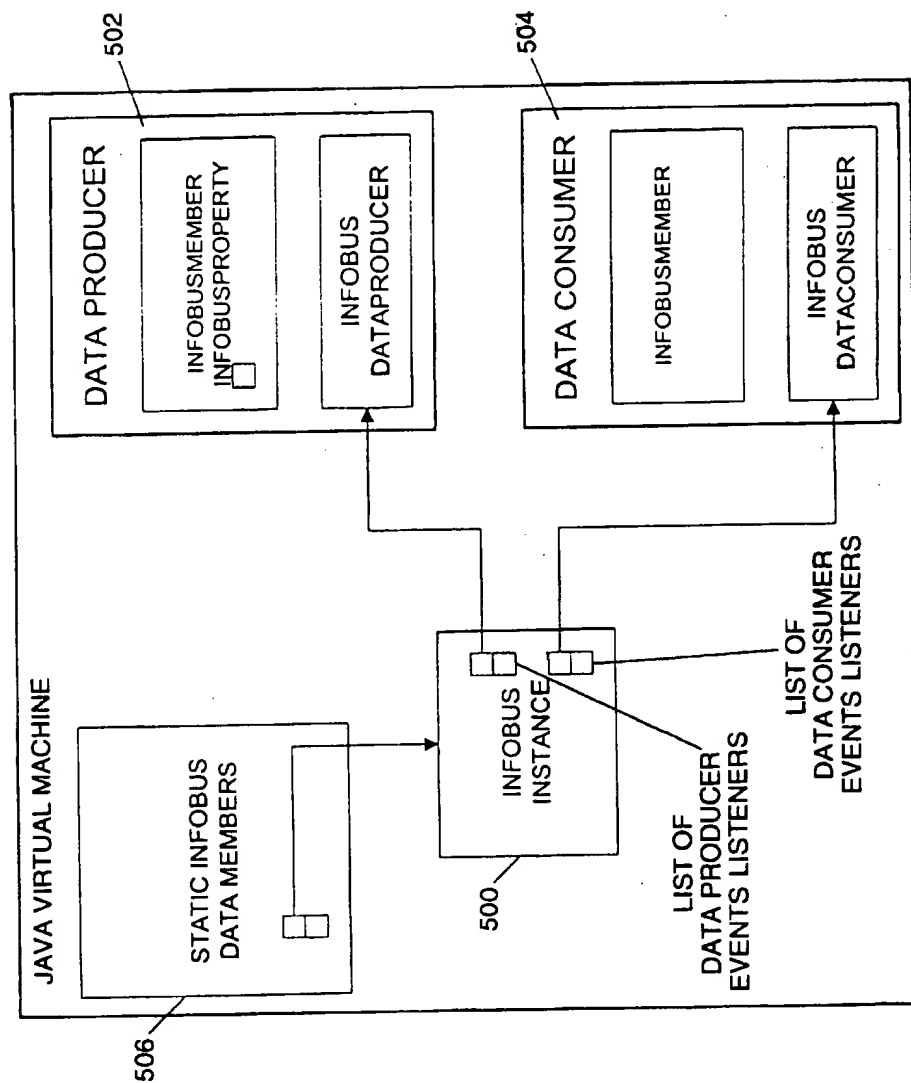 JAVA VIRTUAL MACHINE
506
STATIC INFOBUS
DATA MEMBERS
500
INFOBUS
INSTANCE
LIST OF
DATA PRODUCER
EVENTS LISTENERS
LIST OF
DATA CONSUMER
EVENTS LISTENERS
502
DATA PRODUCER
INFOBUSMEMBER
INFOBUSPROPERTY
INFOBUS
DATAPRODUCER
504
DATA CONSUMER
INFOBUSMEMBER
INFOBUS
DATACONSUMER